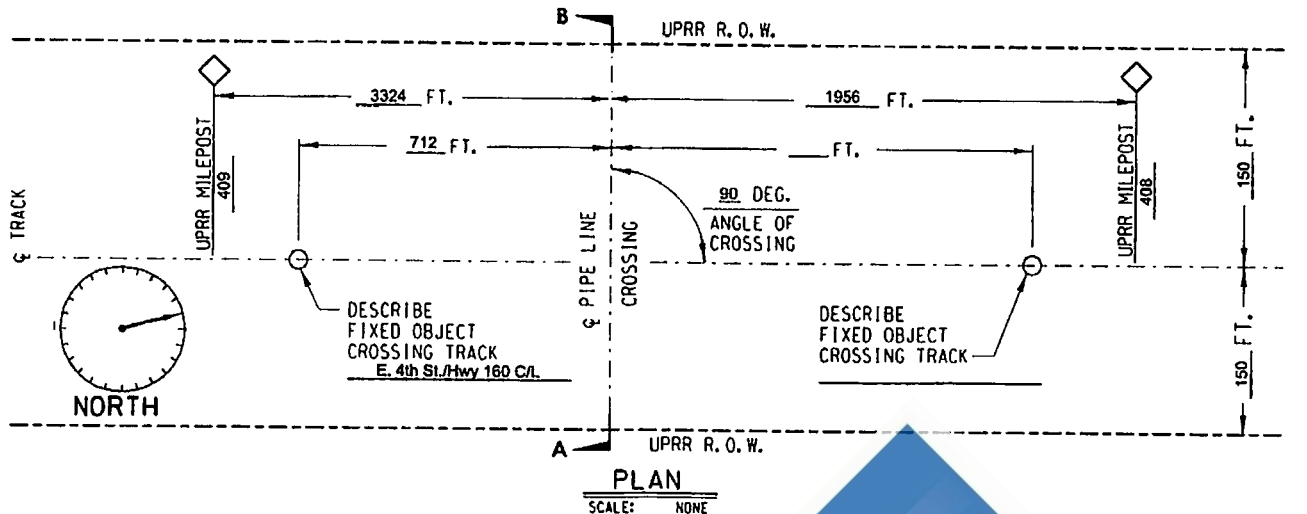 B
UPRR R. O. W.
3324 FT.
1956 FT.
712 FT.
FT.
UPRR MILEPOST
409
90 DEG.
ANGLE OF
CROSSING
UPRR MILEPOST
408
150 FT.
℄ TRACK
℄ PIPE LINE
CROSSING
DESCRIBE
FIXED OBJECT
CROSSING TRACK
E. 4th St./Hwy 160 C/L
DESCRIBE
FIXED OBJECT
CROSSING TRACK
150 FT.
NORTH
A
UPRR R. O. W.
PLAN
SCALE: NONE